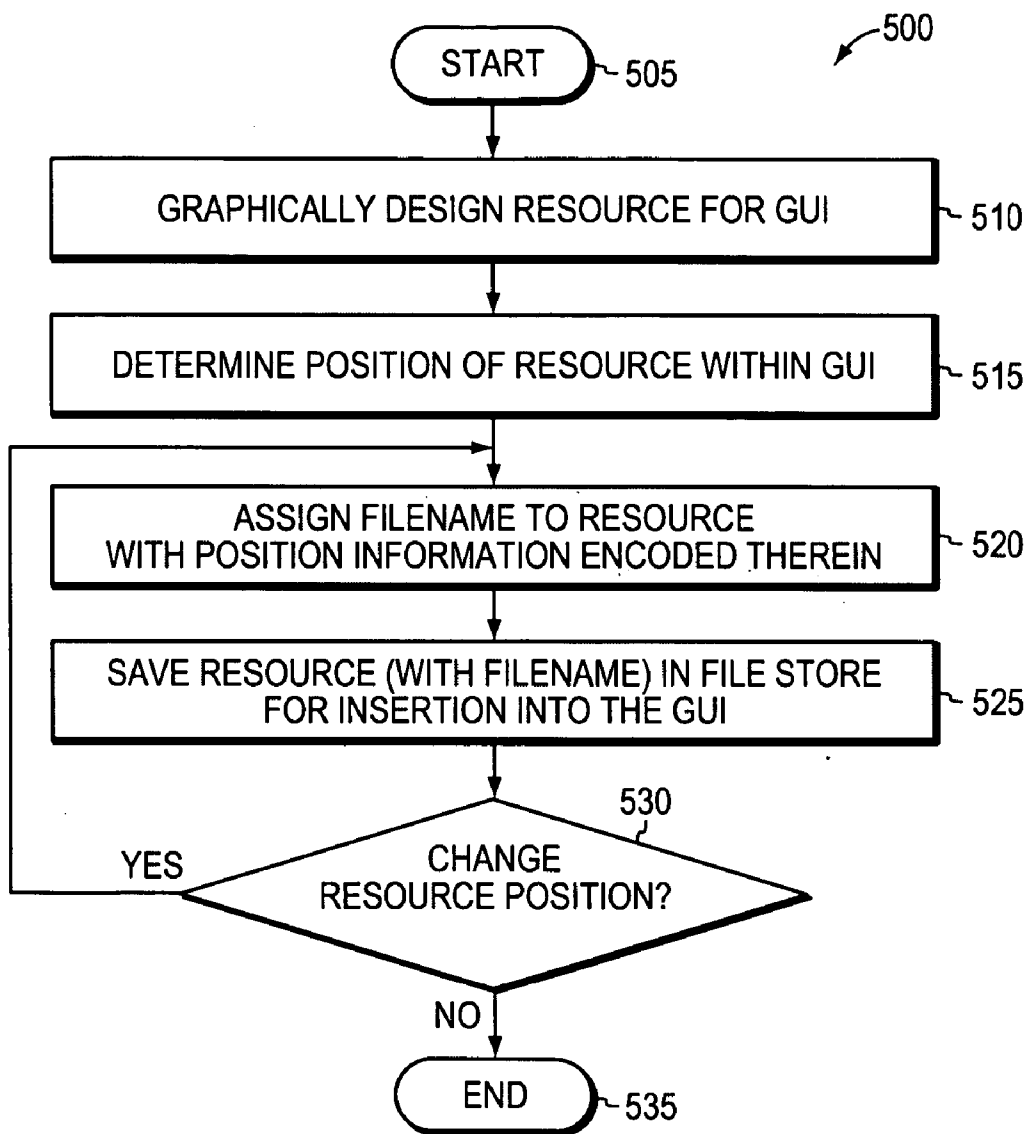 500
START
505
GRAPHICALLY DESIGN RESOURCE FOR GUI
510
DETERMINE POSITION OF RESOURCE WITHIN GUI
515
ASSIGN FILENAME TO RESOURCE
WITH POSITION INFORMATION ENCODED THEREIN
520
SAVE RESOURCE (WITH FILENAME) IN FILE STORE
FOR INSERTION INTO THE GUI
525
530
YES
CHANGE
RESOURCE POSITION?
NO
END
535